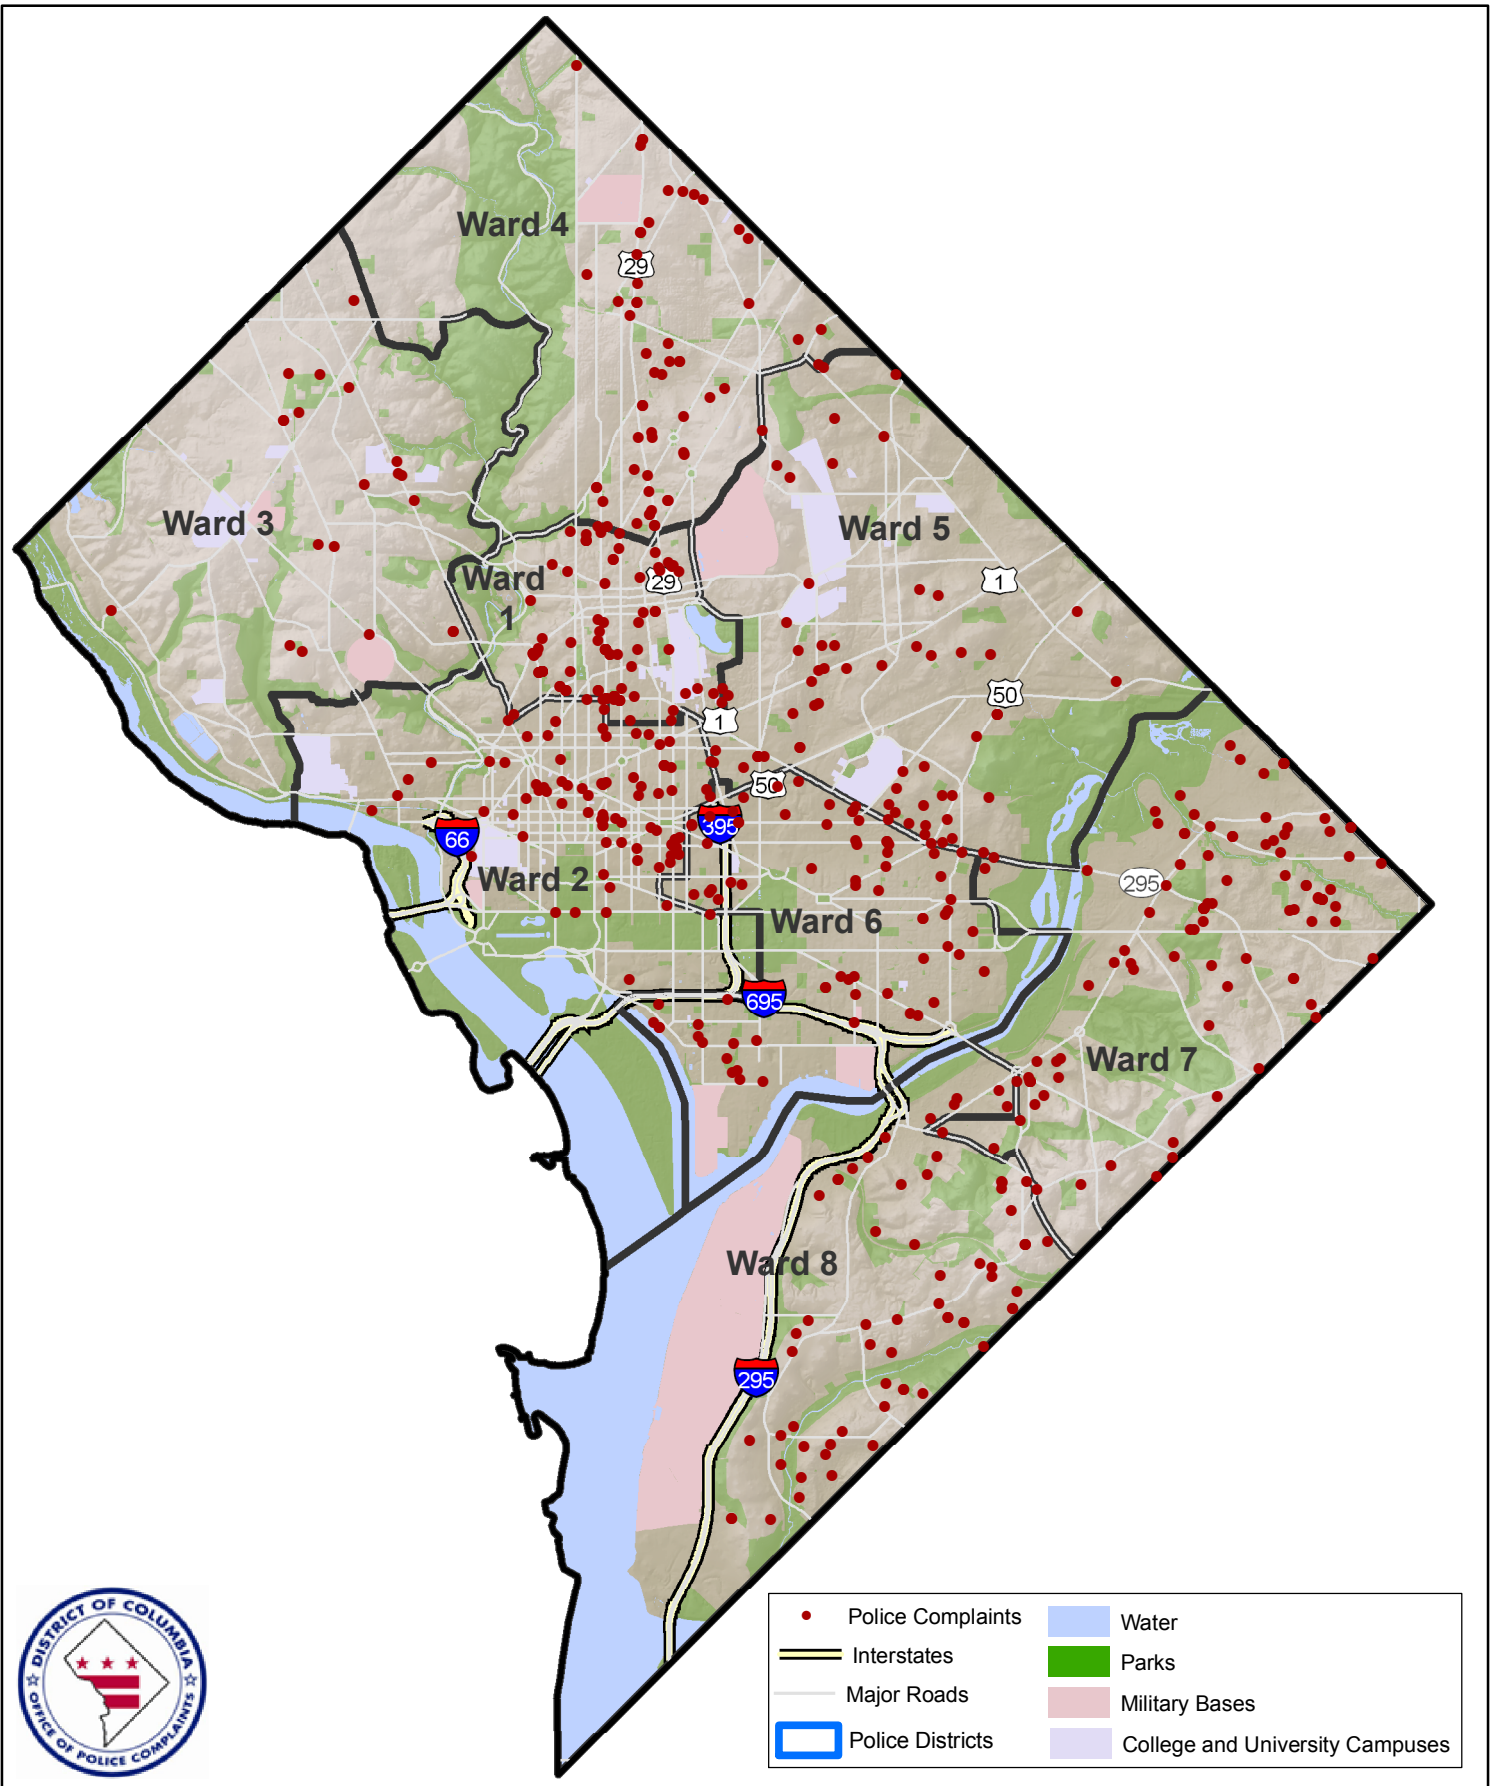 Ward 4
29
Ward 3
Ward 5
Ward
1
29
1
50
1
50
395
66
295
Ward 2
Ward 6
695
Ward 7
Ward 8
295
DISTRICT OF COLUMBIA
OFFICE OF POLICE COMPLAINTS
Police Complaints
Interstates
Major Roads
Police Districts
Water
Parks
Military Bases
College and University Campuses